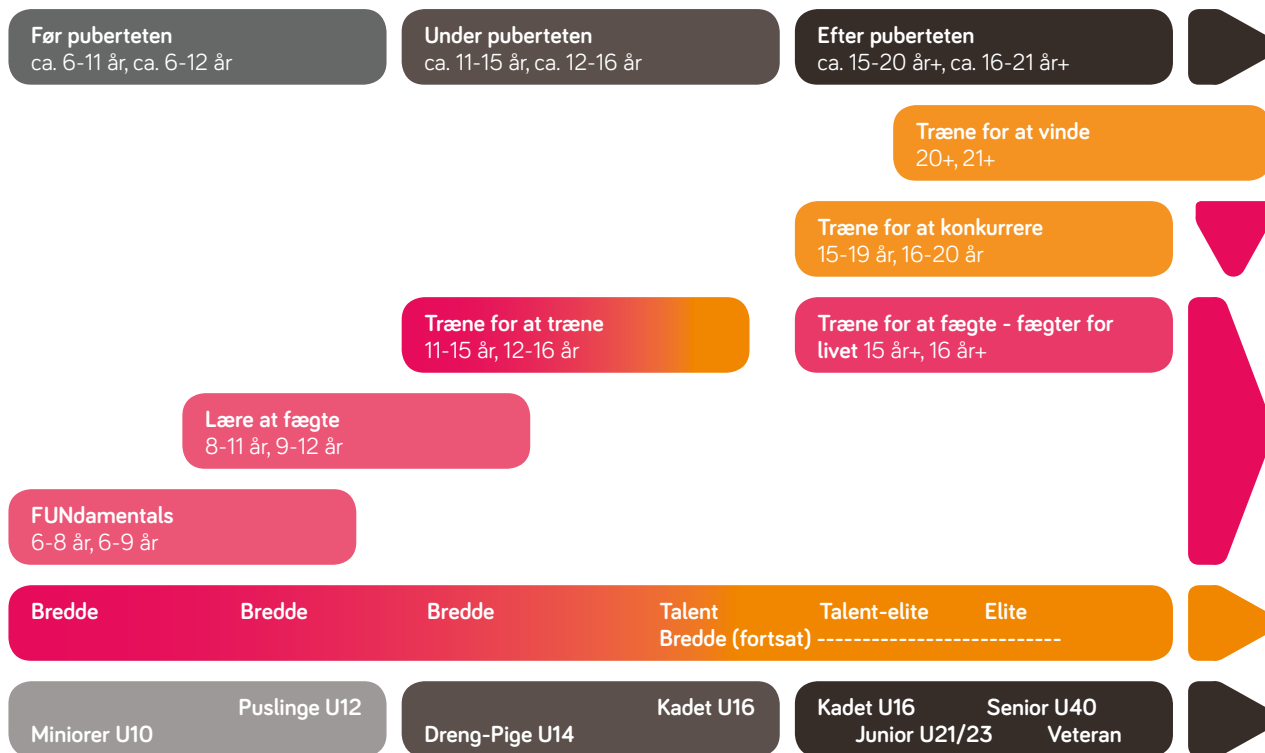 Før puberteten
ca. 6-11 år, ca. 6-12 år
Under puberteten
ca. 11-15 år, ca. 12-16 år
Efter puberteten
ca. 15-20 år+, ca. 16-21 år+
Træne for at vinde
20+, 21+
Træne for at konkurrere
15-19 år, 16-20 år
Træne for at træne
11-15 år, 12-16 år
Træne for at fægte - fægter for
livet 15 år+, 16 år+
Lære at fægte
8-11 år, 9-12 år
FUNdamentals
6-8 år, 6-9 år
Bredde Bredde Bredde Talent Talent-elite Elite
Bredde (fortsat) ---------------------------
Puslinge U12
Miniorer U10
Kadet U16
Dreng-Pige U14
Kadet U16 Senior U40
Junior U21/23 Veteran